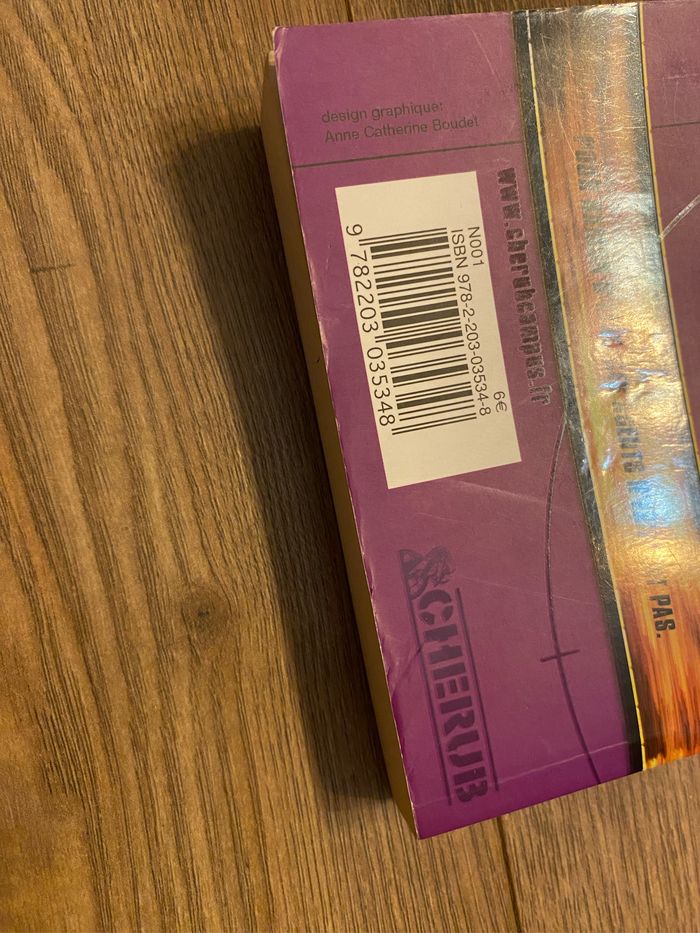 design graphique:
Anne Catherine Boudet
N001
ISBN 978-2-203-03534-8
6€
9 782203 035348
www.cherubcampus.fr
PAS.
CHERUB